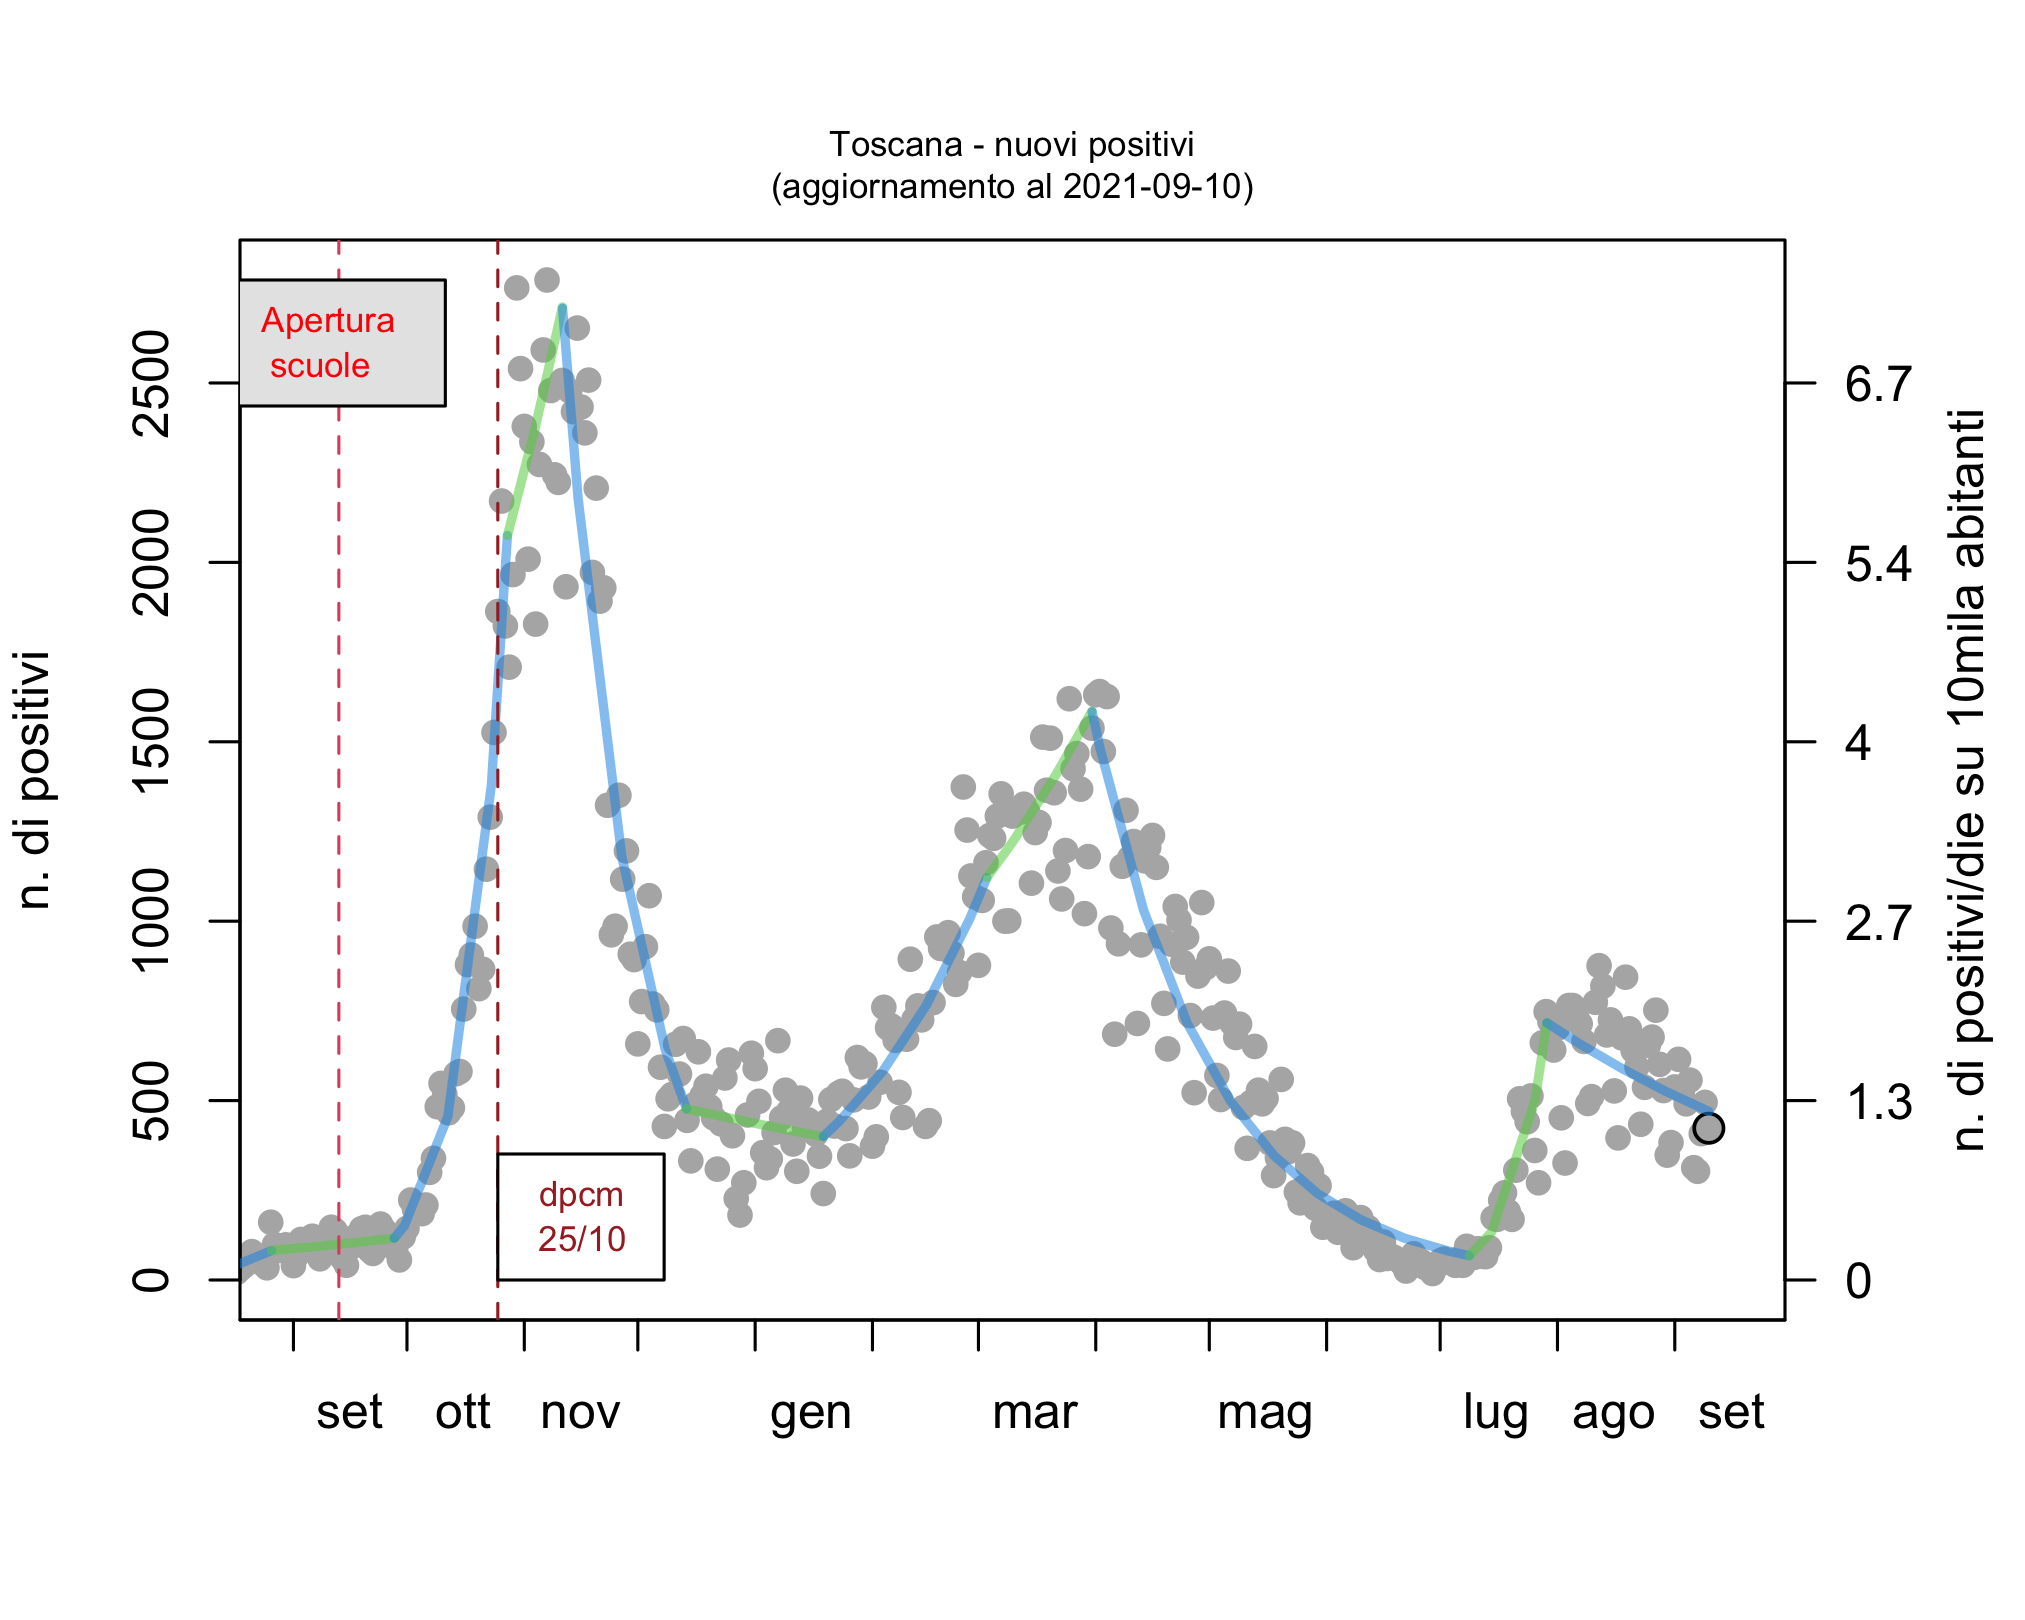 Toscana - nuovi positivi
(aggiornamento al 2021-09-10)
Apertura
scuole
dpcm
25/10
n. di positivi
0
500
1000
1500
2000
2500
0
1.3
2.7
4
5.4
6.7
n. di positivi/die su 10mila abitanti
set ott nov gen mar mag lug ago set